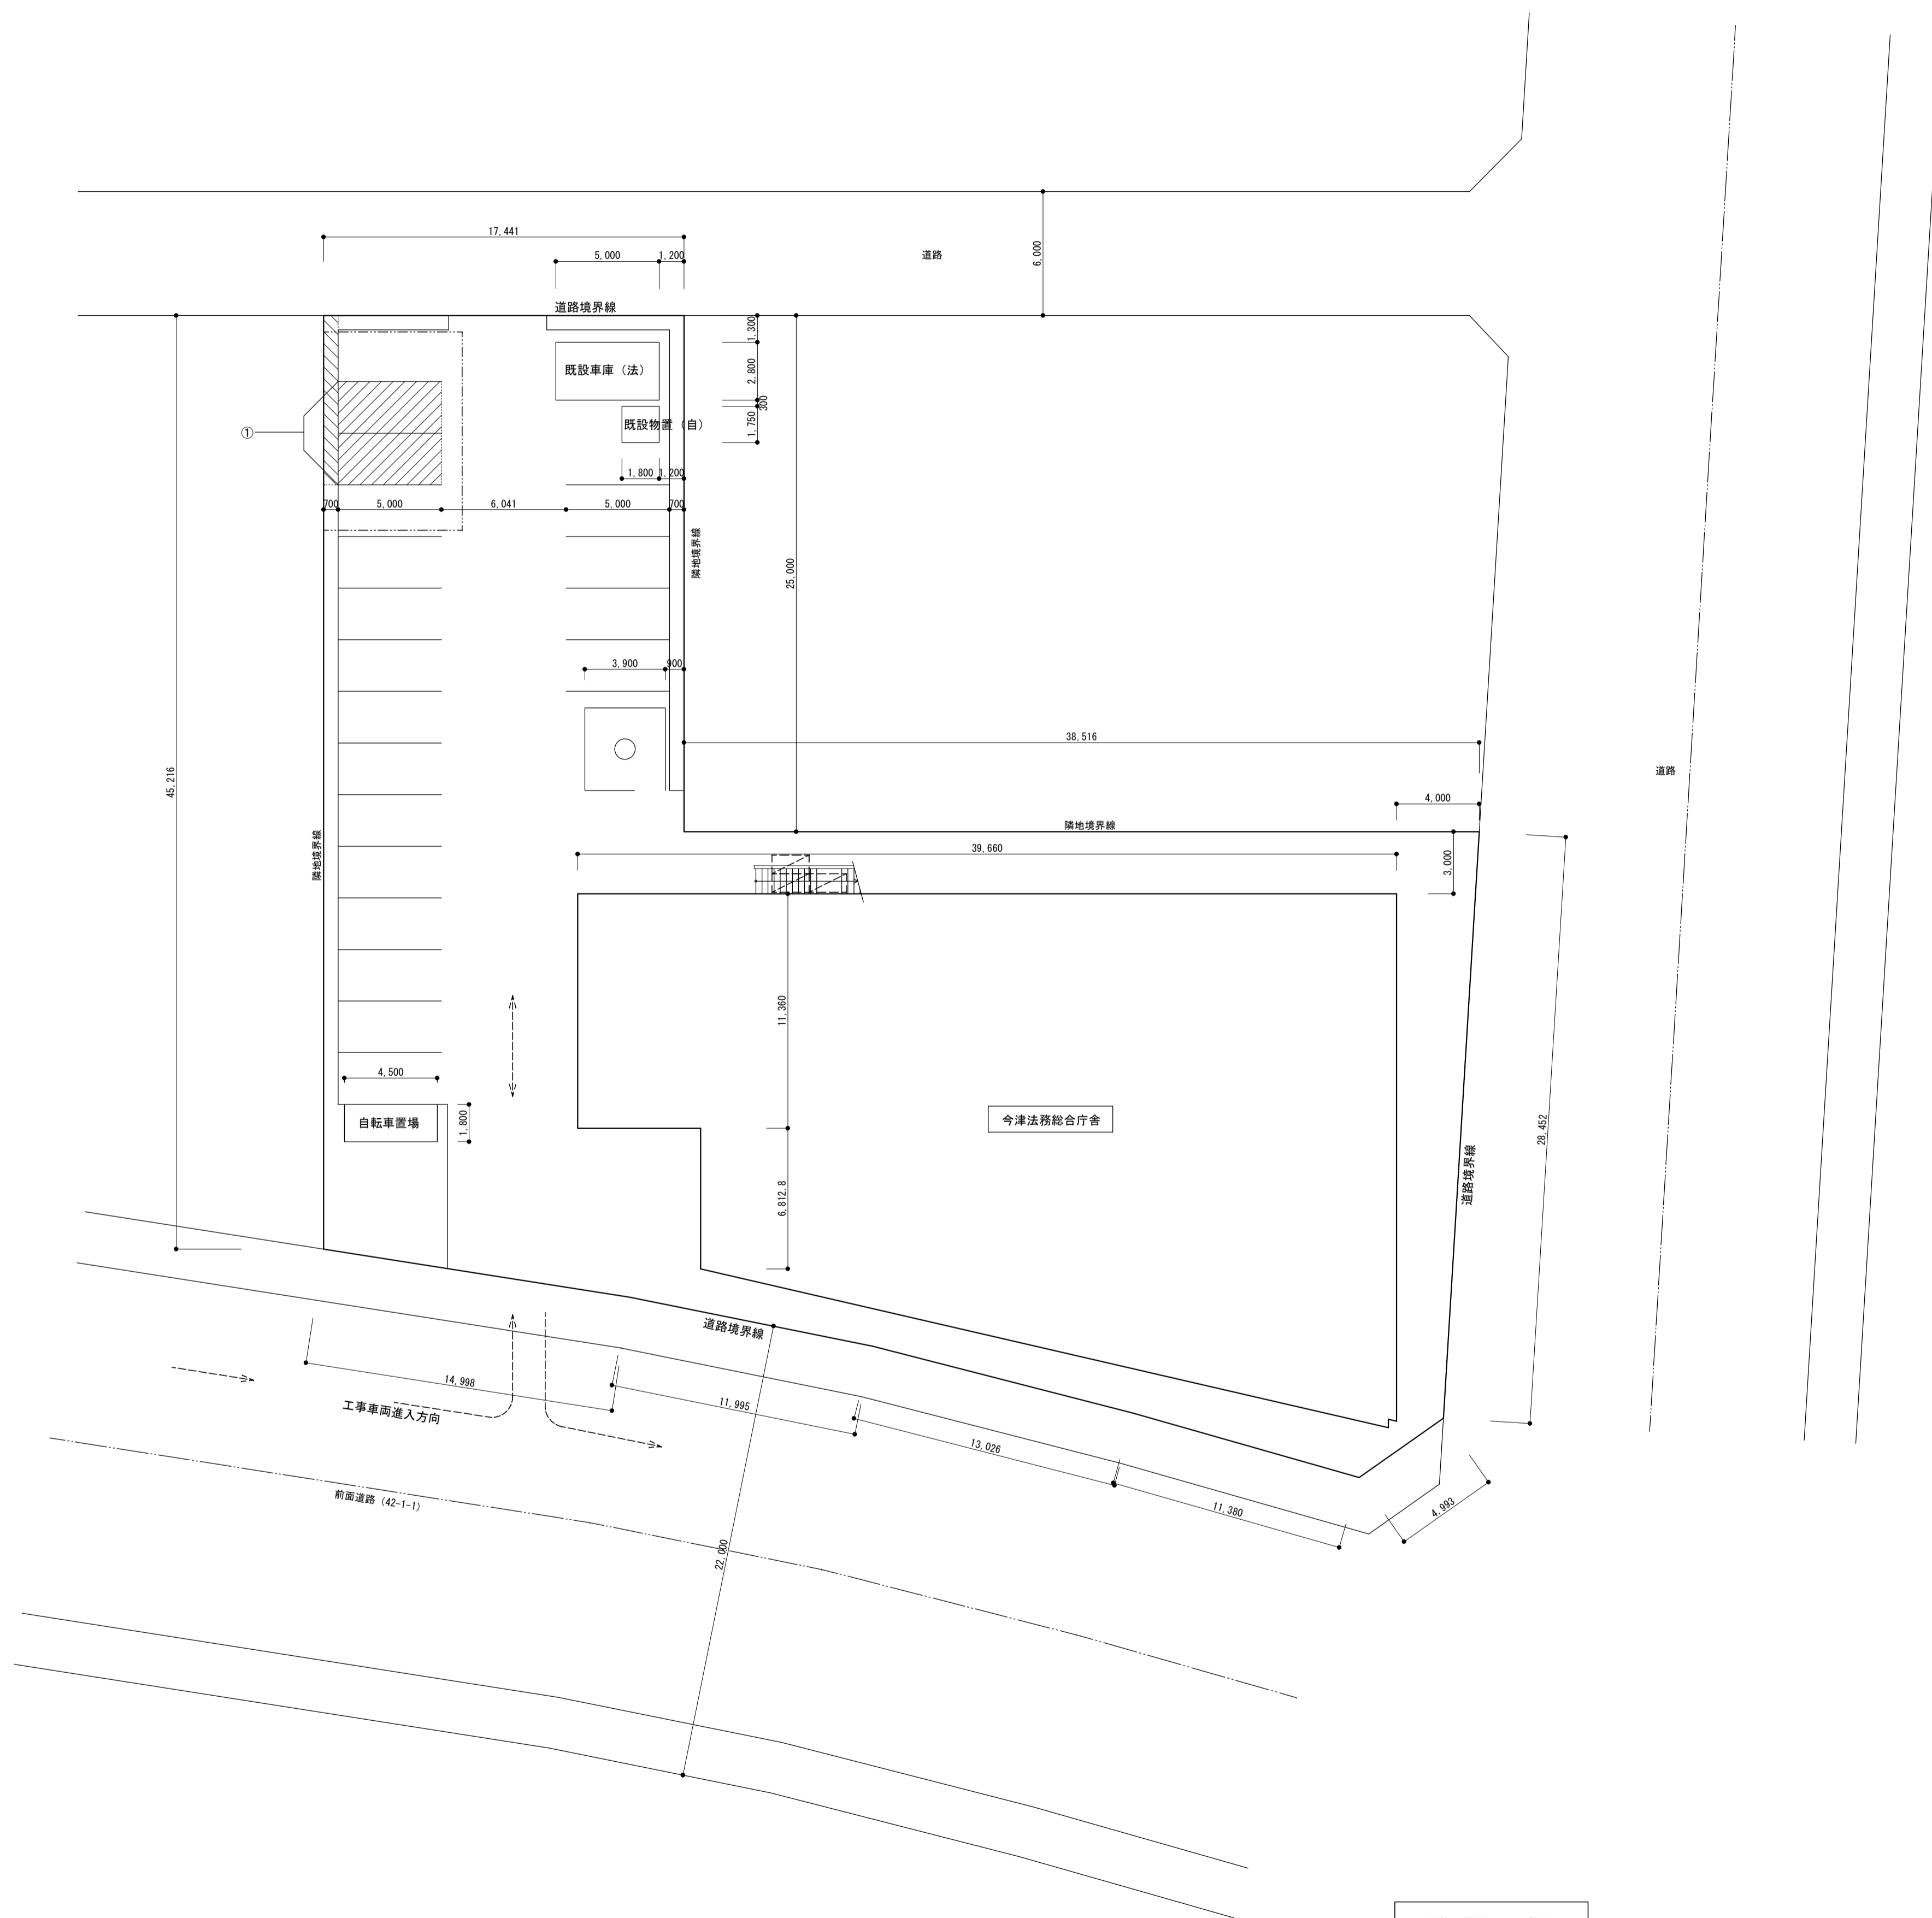 17,441
5,000
1,200
道路
6,000
道路境界線
1,300
既設車庫（法）
2,800
300
既設物置（自）
1,750
①
1,800
1,200
700
5,000
6,041
5,000
700
隣地境界線
25,000
3,900
900
38,516
45,216
道路
4,000
隣地境界線
隣地境界線
39,660
3,000
11,360
4,500
自転車置場
1,800
今津法務総合庁舎
28,452
道路境界線
6,812.8
道路境界線
14,998
工事車両進入方向
11,995
13,026
前面道路（42-1-1）
11,380
4,993
22,000